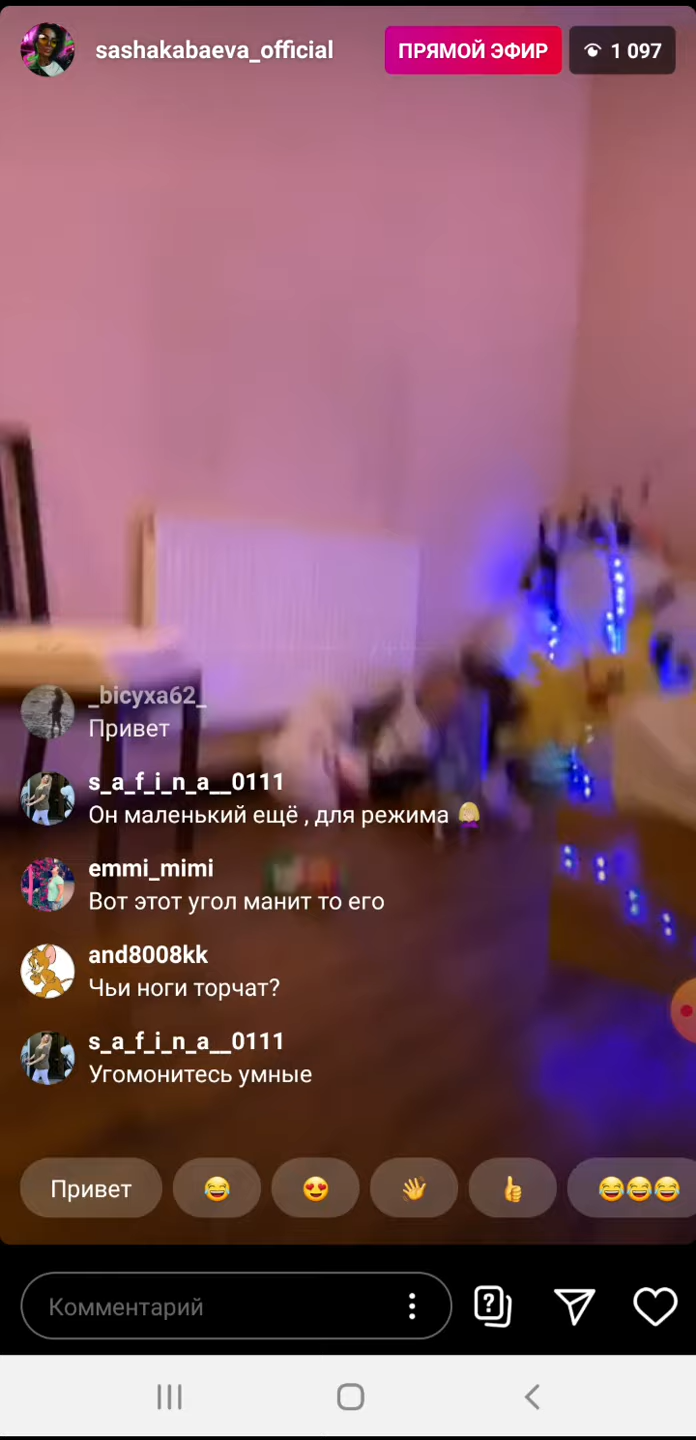 sashakabaeva_official
ПРЯМОЙ ЭФИР
1 097
_bicyxa62_
Привет
s_a_f_i_n_a__0111
Он маленький ещё , для режима
emmi_mimi
Вот этот угол манит то его
and8008kk
Чьи ноги торчат?
s_a_f_i_n_a__0111
Угомонитесь умные
Привет
Комментарий